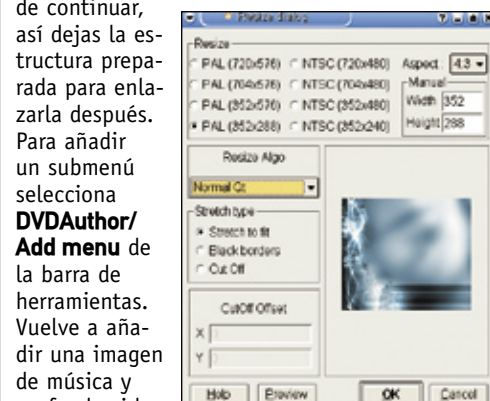 de continuar,
así dejas la es-
tructura prepa-
rada para enla-
zarla después.
Para añadir
un submenú
selecciona
DVDAuthor/
Add menu de
la barra de
herramientas.
Vuelve a aña-
dir una imagen
de música y
Resize dialog
Resize
PAL (720x576) NTSC (720x480) Aspect: 4:3
PAL (704x576) NTSC (704x480) Manual
PAL (352x576) NTSC (352x480) Width 352
PAL (352x288) NTSC (352x240) Height 288
Resize Algo
Normal Qt
Stretch type
Stretch to fit
Black borders
Cut Off
CutOff Offset
X
Y
Help Preview OK Cancel